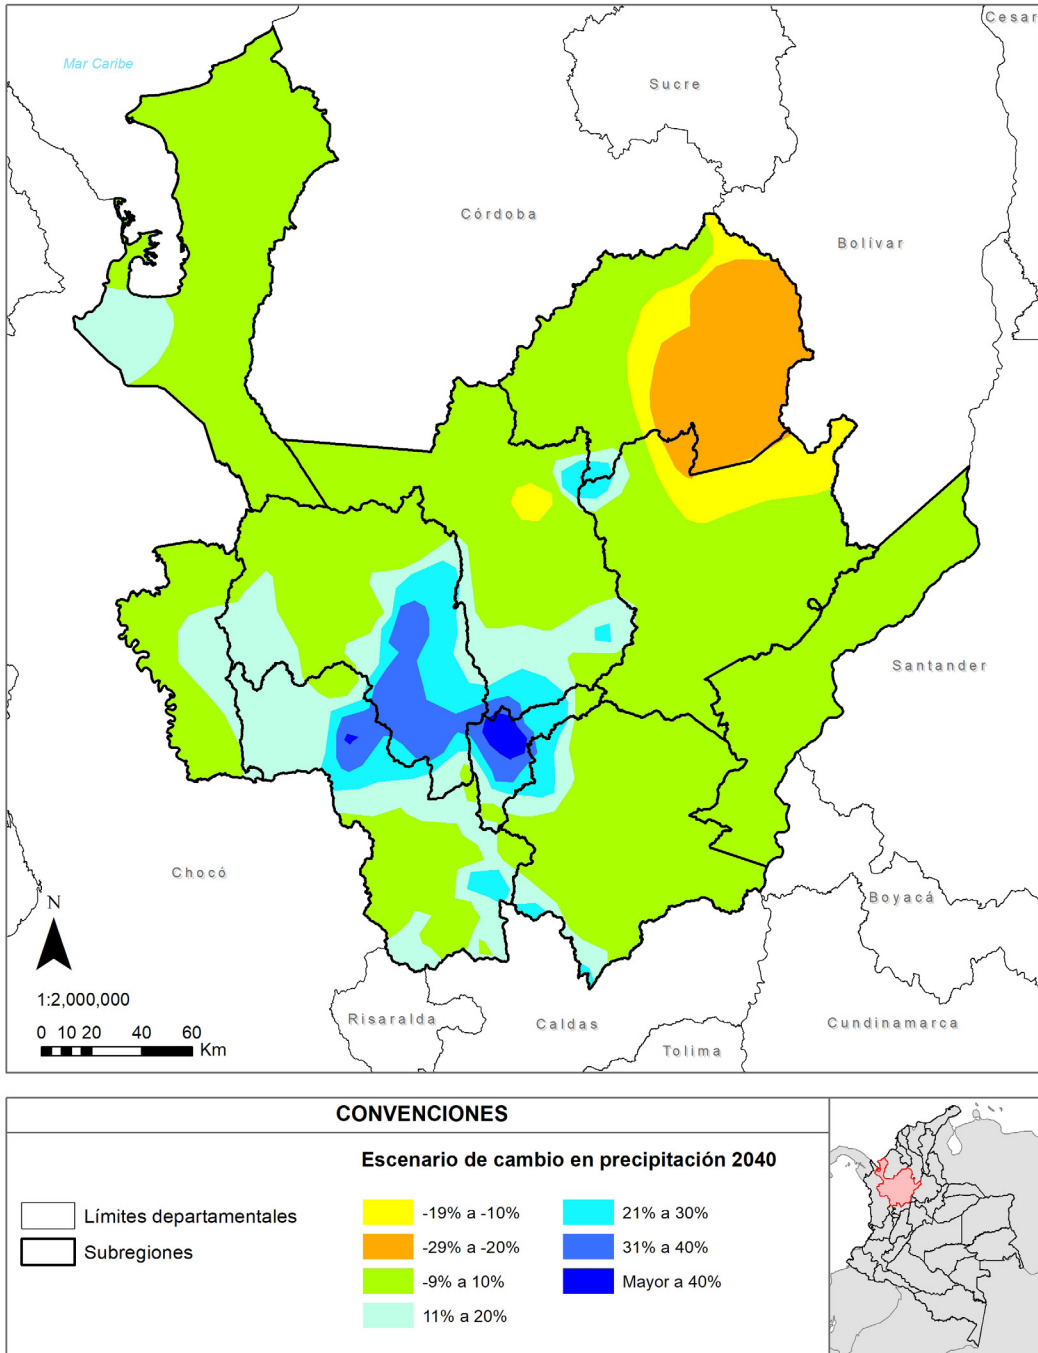 Cesar
Mar Caribe
Sucre
Córdoba
Bolívar
Santander
Chocó
Boyacá
N
1:2,000,000
Risaralda
Caldas
Cundinamarca
Tolima
0 10 20 40 60
Km
CONVENCIONES
Escenario de cambio en precipitación 2040
Límites departamentales
Subregiones
-19% a -10%
-29% a -20%
-9% a 10%
11% a 20%
21% a 30%
31% a 40%
Mayor a 40%